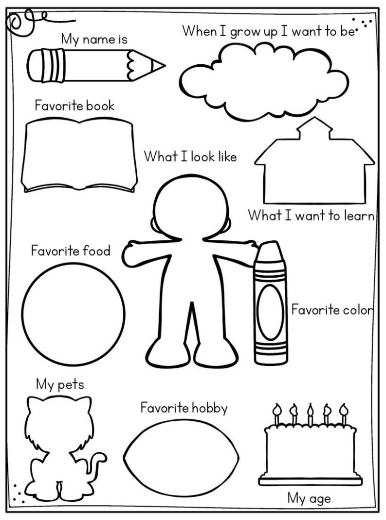 My name is
When I grow up I want to be
Favorite book
What I look like
What I want to learn
Favorite food
Favorite color
My pets
Favorite hobby
My age